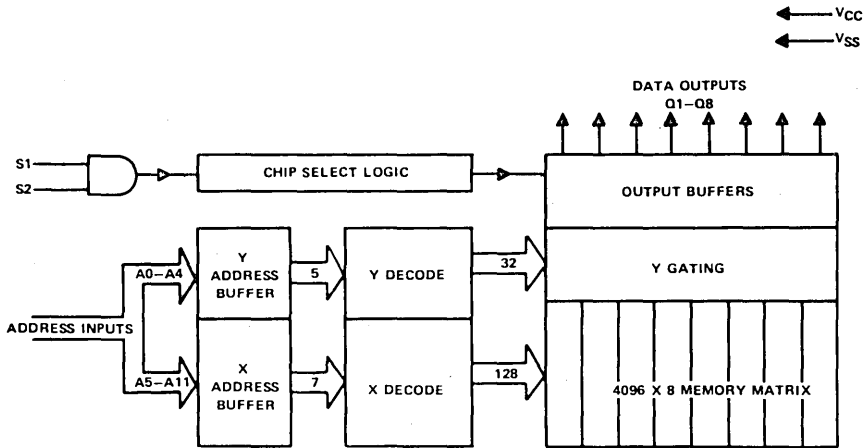 VCC
VSS
DATA OUTPUTS
Q1–Q8
S1
S2
CHIP SELECT LOGIC
OUTPUT BUFFERS
A0–A4
Y
ADDRESS
BUFFER
5
Y DECODE
32
Y GATING
ADDRESS INPUTS
A5–A11
X
ADDRESS
BUFFER
7
X DECODE
128
4096 X 8 MEMORY MATRIX